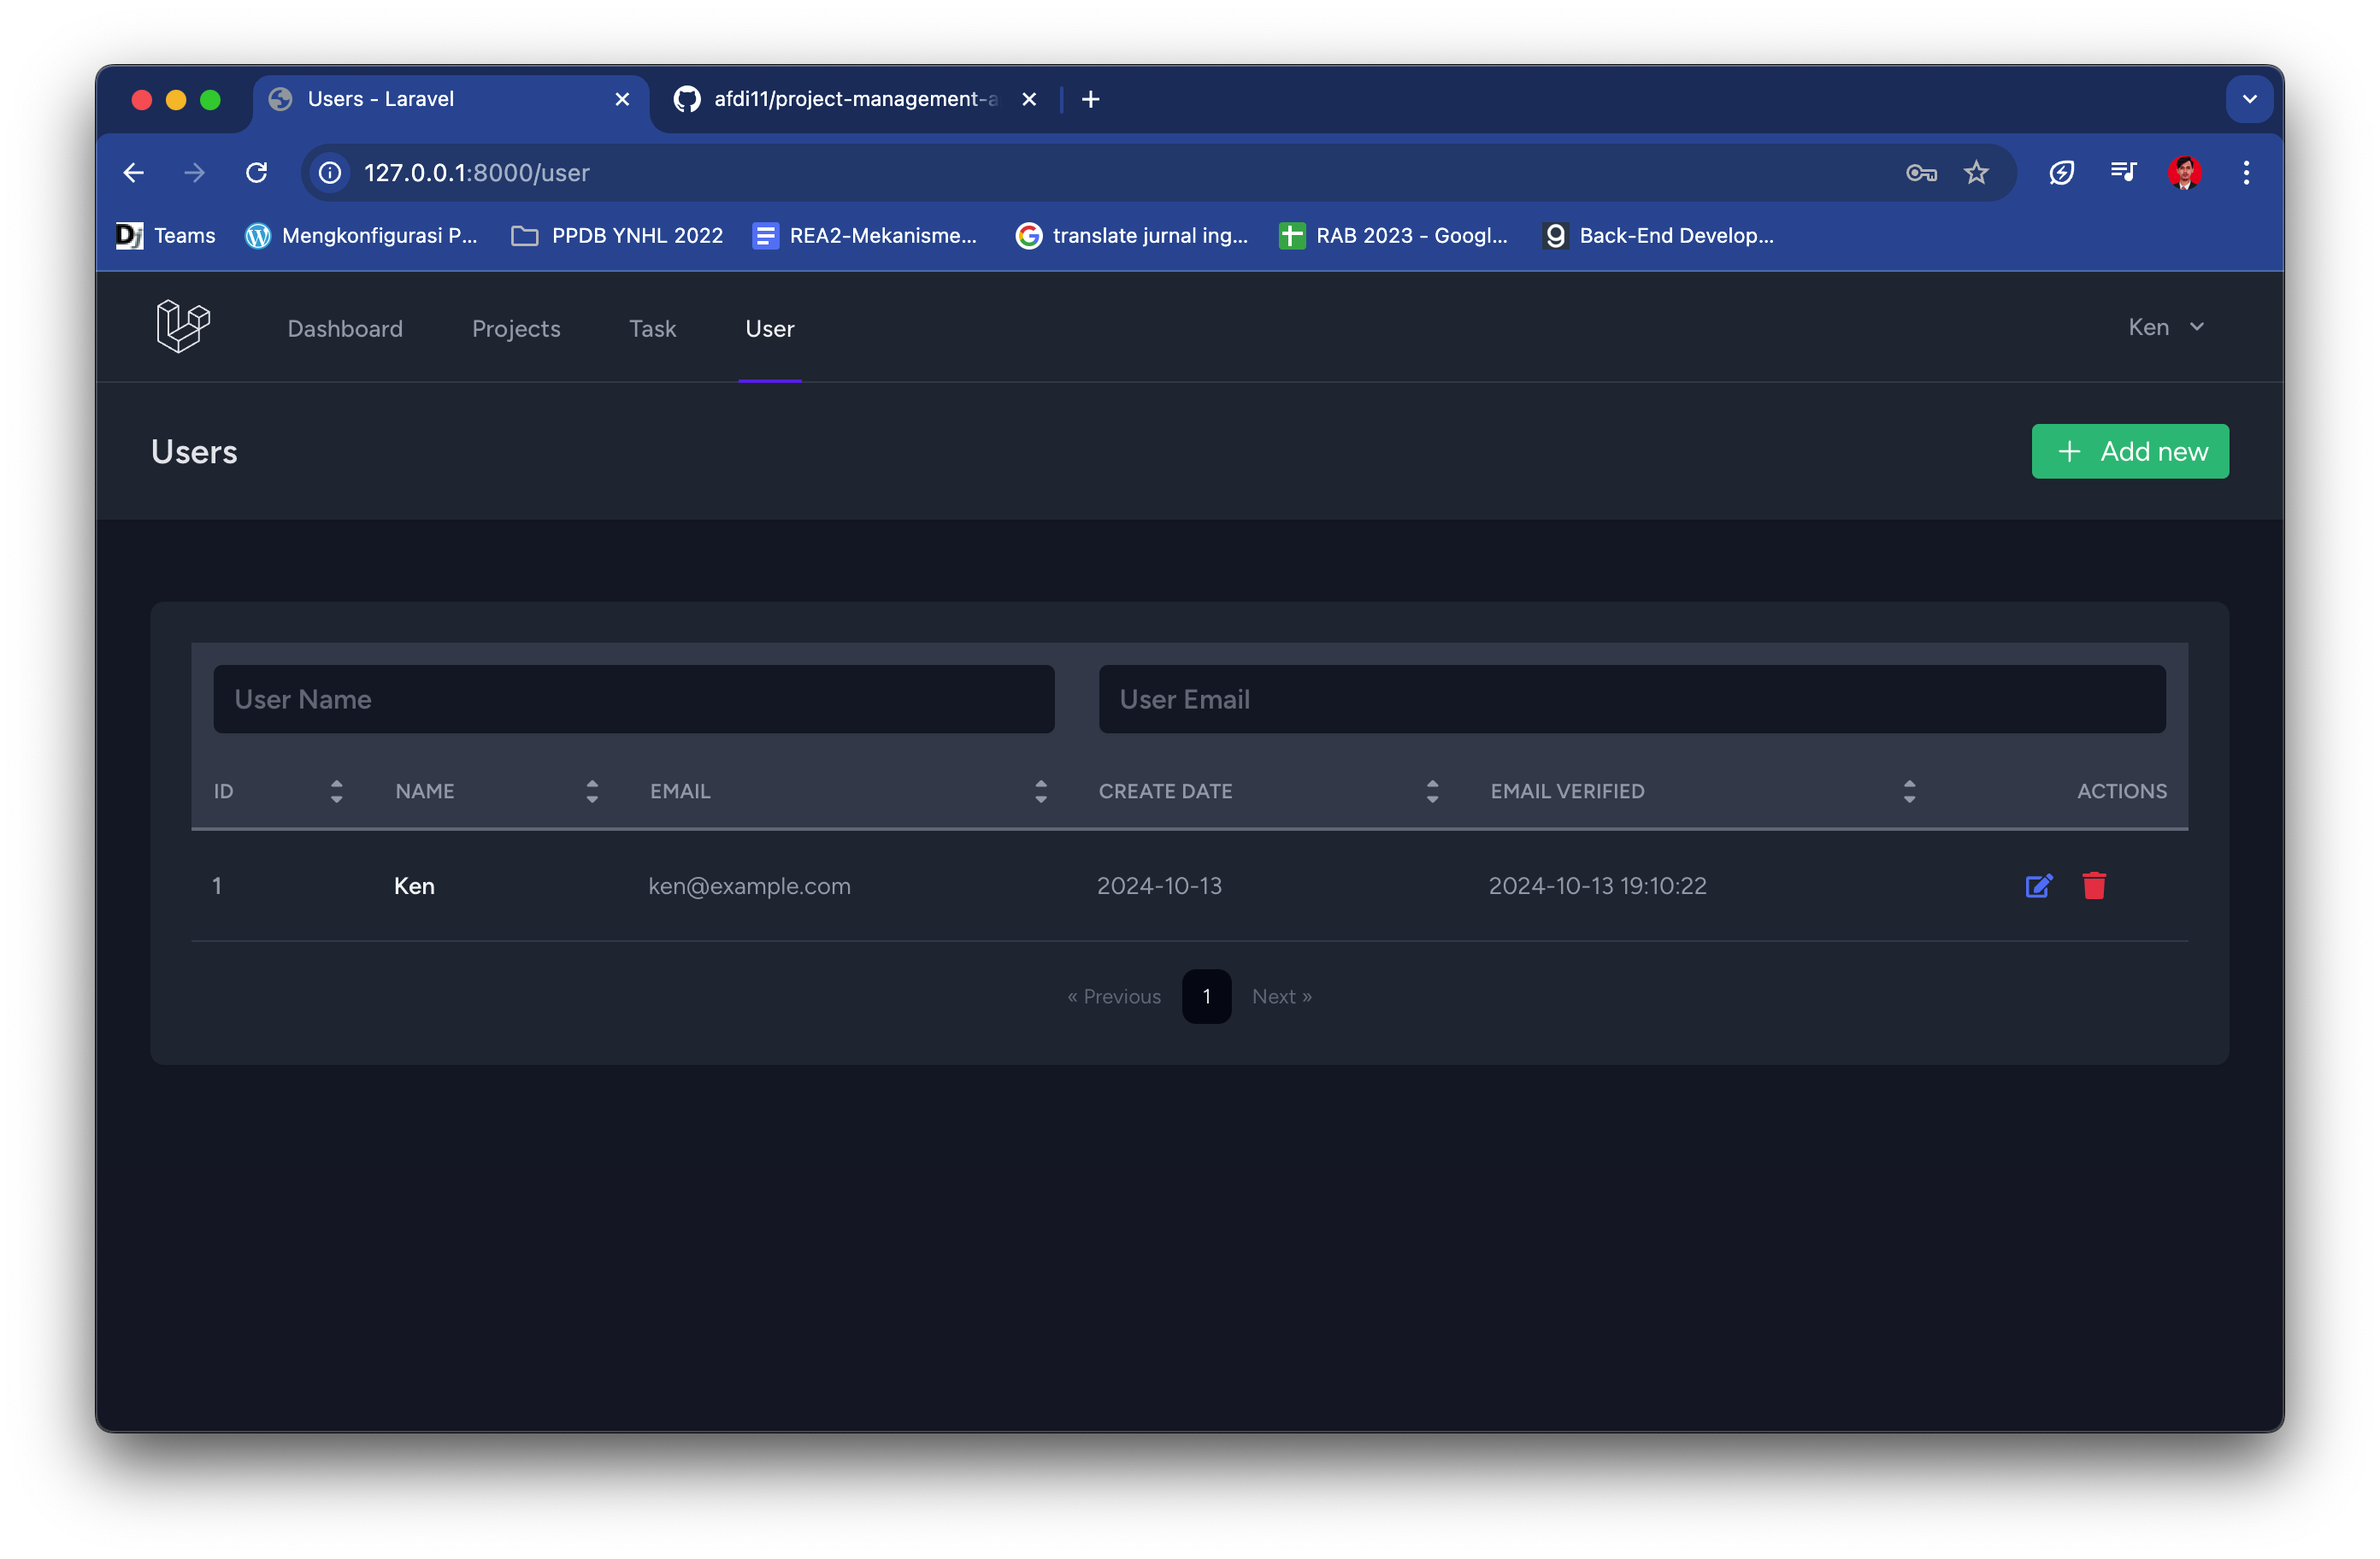 Users - Laravel
afdi11/project-management-a
127.0.0.1:8000/user
Teams
Mengkonfigurasi P...
PPDB YNHL 2022
REA2-Mekanisme...
translate jurnal ing...
RAB 2023 - Googl...
Back-End Develop...
Dashboard
Projects
Task
User
Ken
Users
+ Add new
User Name
User Email
ID
NAME
EMAIL
CREATE DATE
EMAIL VERIFIED
ACTIONS
1
Ken
ken@example.com
2024-10-13
2024-10-13 19:10:22
« Previous
1
Next »